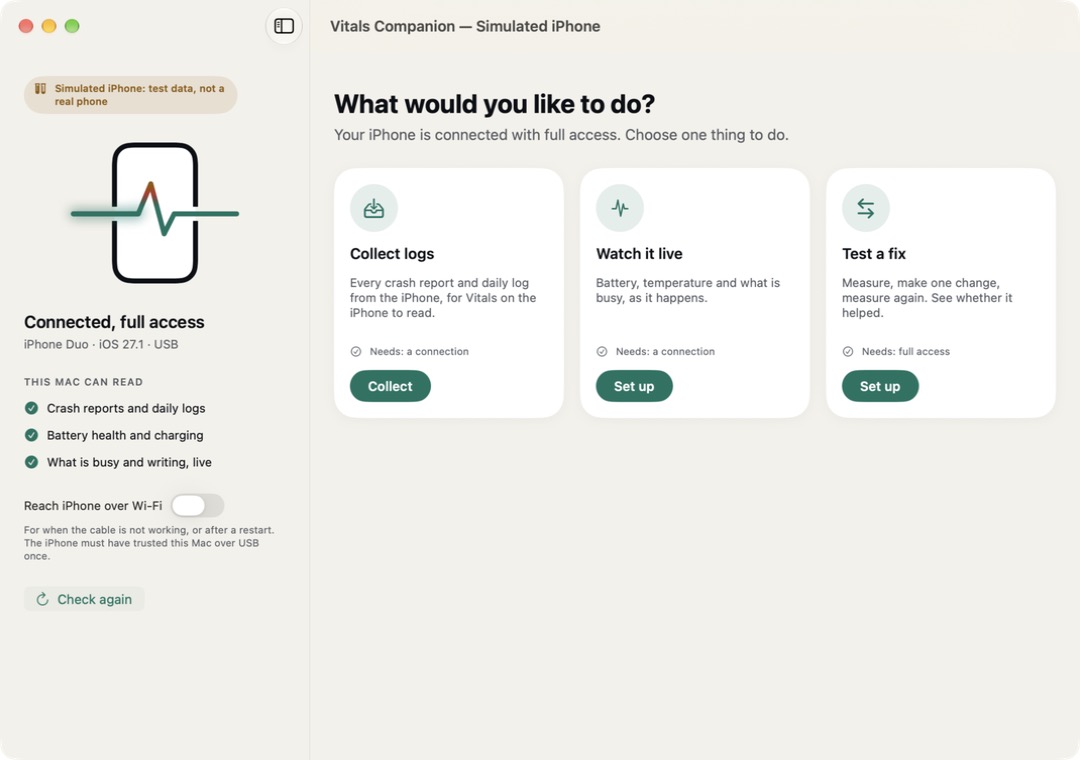 Vitals Companion — Simulated iPhone
Simulated iPhone: test data, not a
real phone
Connected, full access
iPhone Duo · iOS 27.1 · USB
THIS MAC CAN READ
Crash reports and daily logs
Battery health and charging
What is busy and writing, live
Reach iPhone over Wi-Fi
For when the cable is not working, or after a restart.
The iPhone must have trusted this Mac over USB
once.
Check again
What would you like to do?
Your iPhone is connected with full access. Choose one thing to do.
Collect logs
Every crash report and daily log
from the iPhone, for Vitals on the
iPhone to read.
Needs: a connection
Collect
Watch it live
Battery, temperature and what is
busy, as it happens.
Needs: a connection
Set up
Test a fix
Measure, make one change,
measure again. See whether it
helped.
Needs: full access
Set up